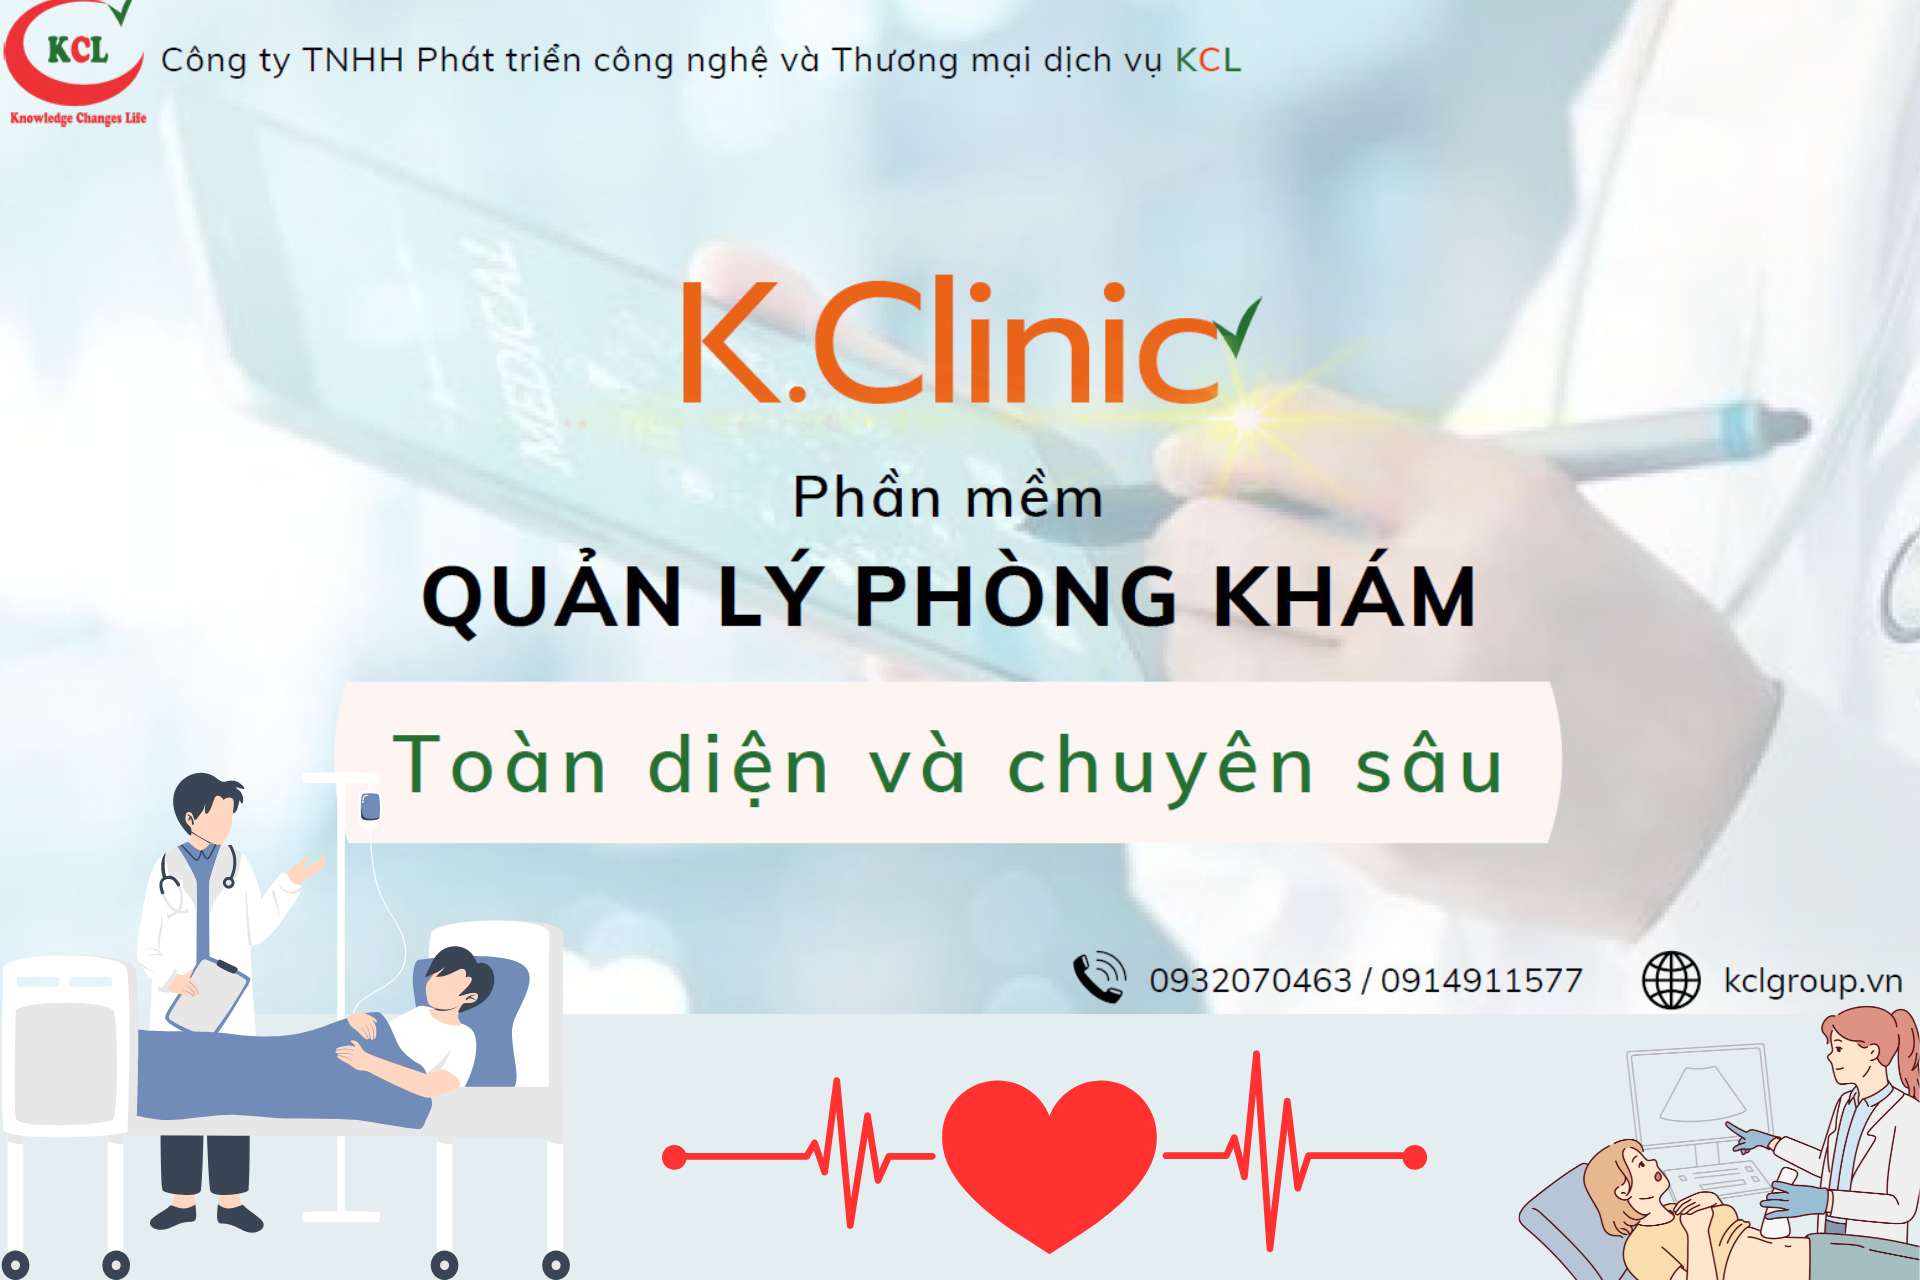 KCL
Knowledge Changes Life
Công ty TNHH Phát triển công nghệ và Thương mại dịch vụ KCL
MEDICAL
K.Clinic
Phần mềm
QUẢN LÝ PHÒNG KHÁM
Toàn diện và chuyên sâu
0932070463 / 0914911577
kclgroup.vn